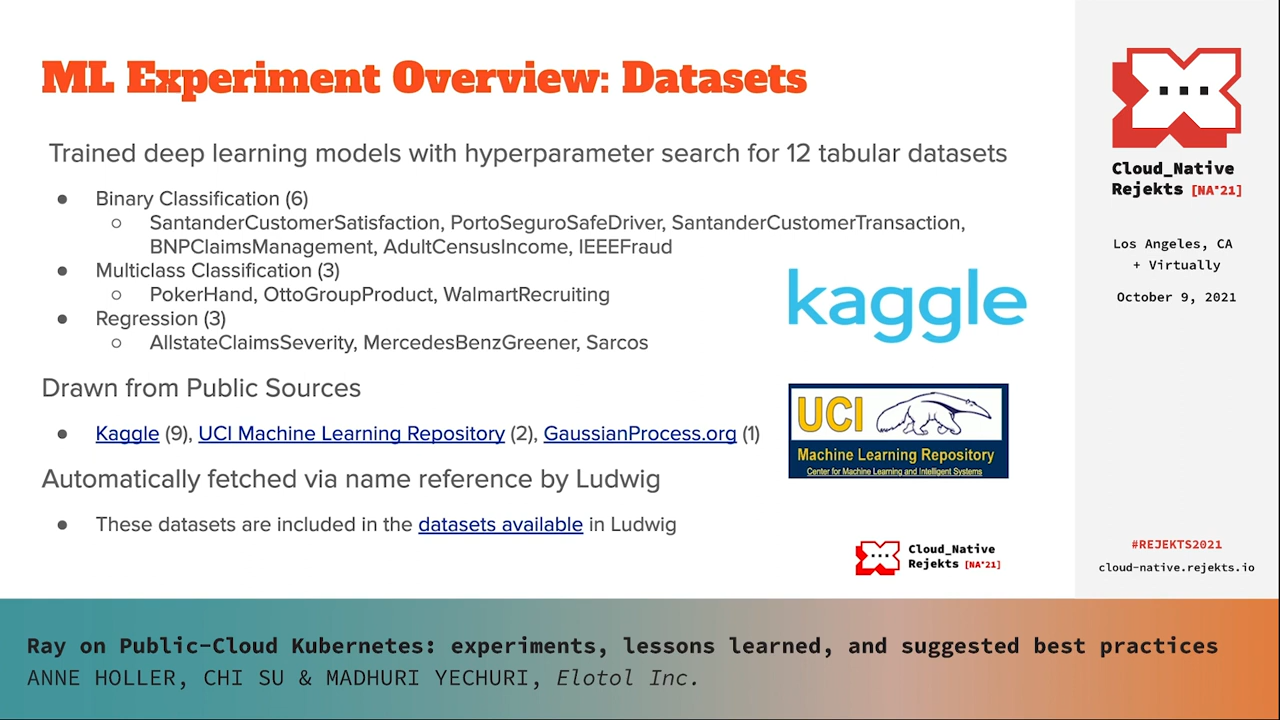 ML Experiment Overview: Datasets
Trained deep learning models with hyperparameter search for 12 tabular datasets
● Binary Classification (6)
○ SantanderCustomerSatisfaction, PortoSeguroSafeDriver, SantanderCustomerTransaction,
BNPClaimsManagement, AdultCensusIncome, IEEEFraud
● Multiclass Classification (3)
○ PokerHand, OttoGroupProduct, WalmartRecruiting
● Regression (3)
○ AllstateClaimsSeverity, MercedesBenzGreener, Sarcos
Drawn from Public Sources
● Kaggle (9), UCI Machine Learning Repository (2), GaussianProcess.org (1)
Automatically fetched via name reference by Ludwig
● These datasets are included in the datasets available in Ludwig
kaggle
UCI
Machine Learning Repository
Center for Machine Learning and Intelligent Systems
Cloud_Native
Rejekts [NA'21]
Cloud_Native
Rejekts [NA'21]
Los Angeles, CA
+ Virtually
October 9, 2021
#REJEKTS2021
cloud-native.rejekts.io
Ray on Public-Cloud Kubernetes: experiments, lessons learned, and suggested best practices
ANNE HOLLER, CHI SU & MADHURI YECHURI, Elotol Inc.